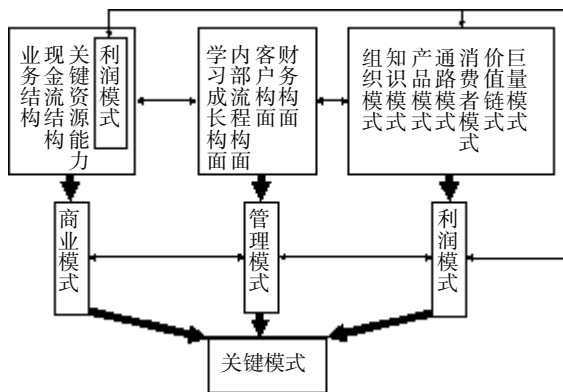 业务结构
现金流结构
关键资源能力
利润模式
学习成长构面
内部流程构面
客户构面
财务构面
组织模式
知识模式
产品模式
通路模式
消费者模式
价值链式
巨量模式
商业模式
管理模式
利润模式
关键模式